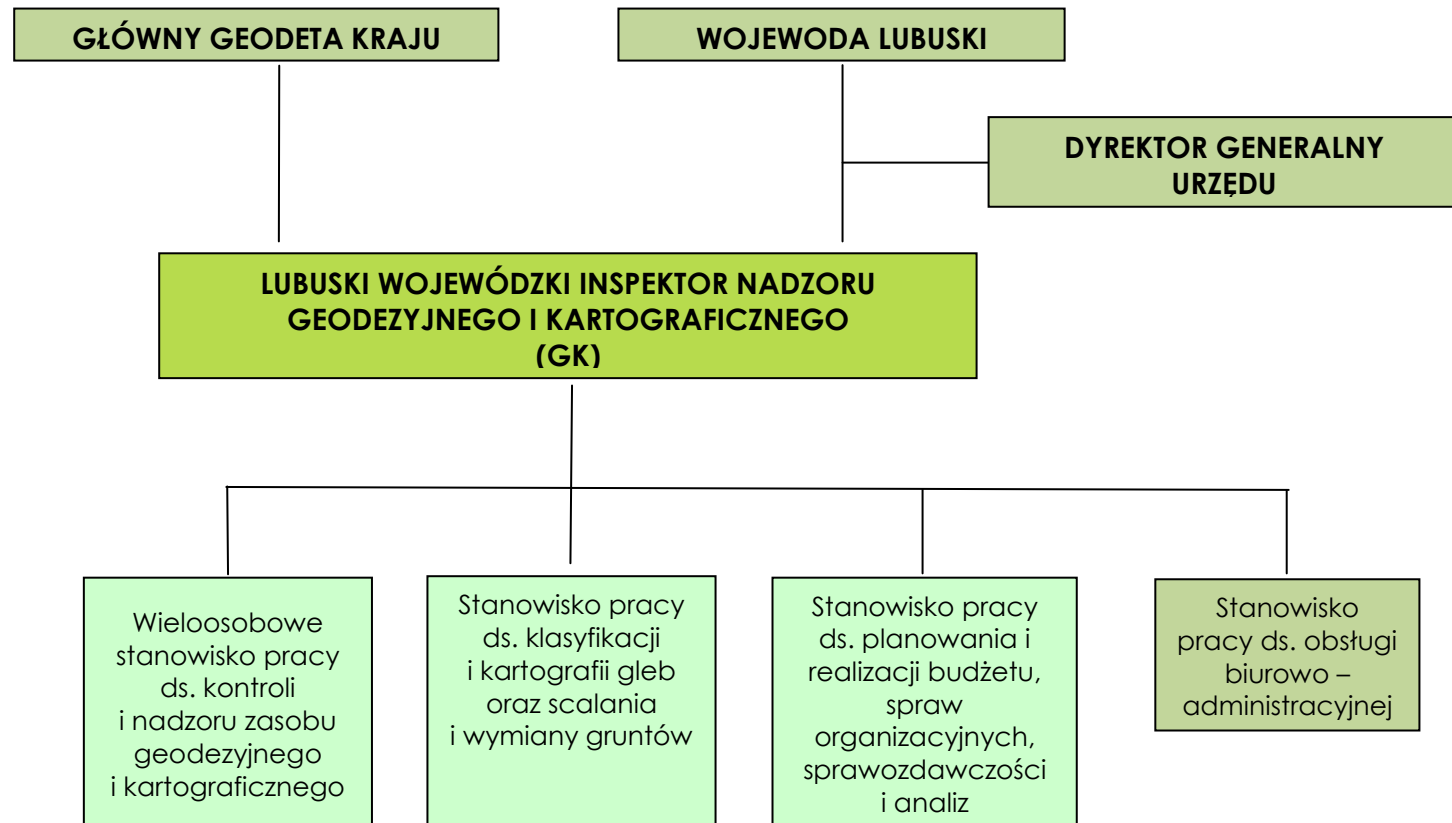 GŁÓWNY GEODETA KRAJU
WOJEWODA LUBUSKI
DYREKTOR GENERALNY
URZĘDU
LUBUSKI WOJEWÓDZKI INSPEKTOR NADZORU
GEODEZYJNEGO I KARTOGRAFICZNEGO
(GK)
Wieloosobowe
stanowisko pracy
ds. kontroli
i nadzoru zasobu
geodezyjnego
i kartograficznego
Stanowisko pracy
ds. klasyfikacji
i kartografii gleb
oraz scalania
i wymiany gruntów
Stanowisko pracy
ds. planowania i
realizacji budżetu,
spraw
organizacyjnych,
sprawozdawczości
i analiz
Stanowisko
pracy ds. obsługi
biurowo –
administracyjnej